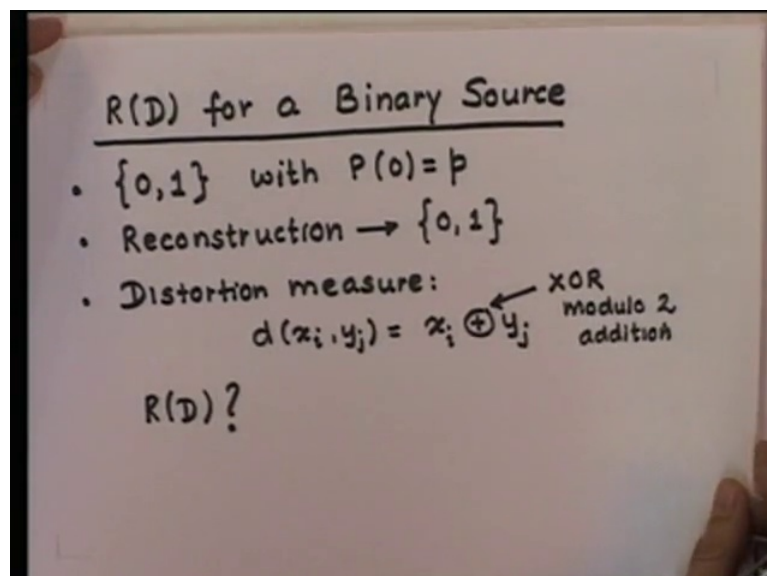 R(D) for a Binary Source
• {0,1} with P(0) = p
• Reconstruction → {0,1}
• Distortion measure:
d(xᵢ, yⱼ) = xᵢ ⊕ yⱼ
XOR
modulo 2
addition
R(D)?